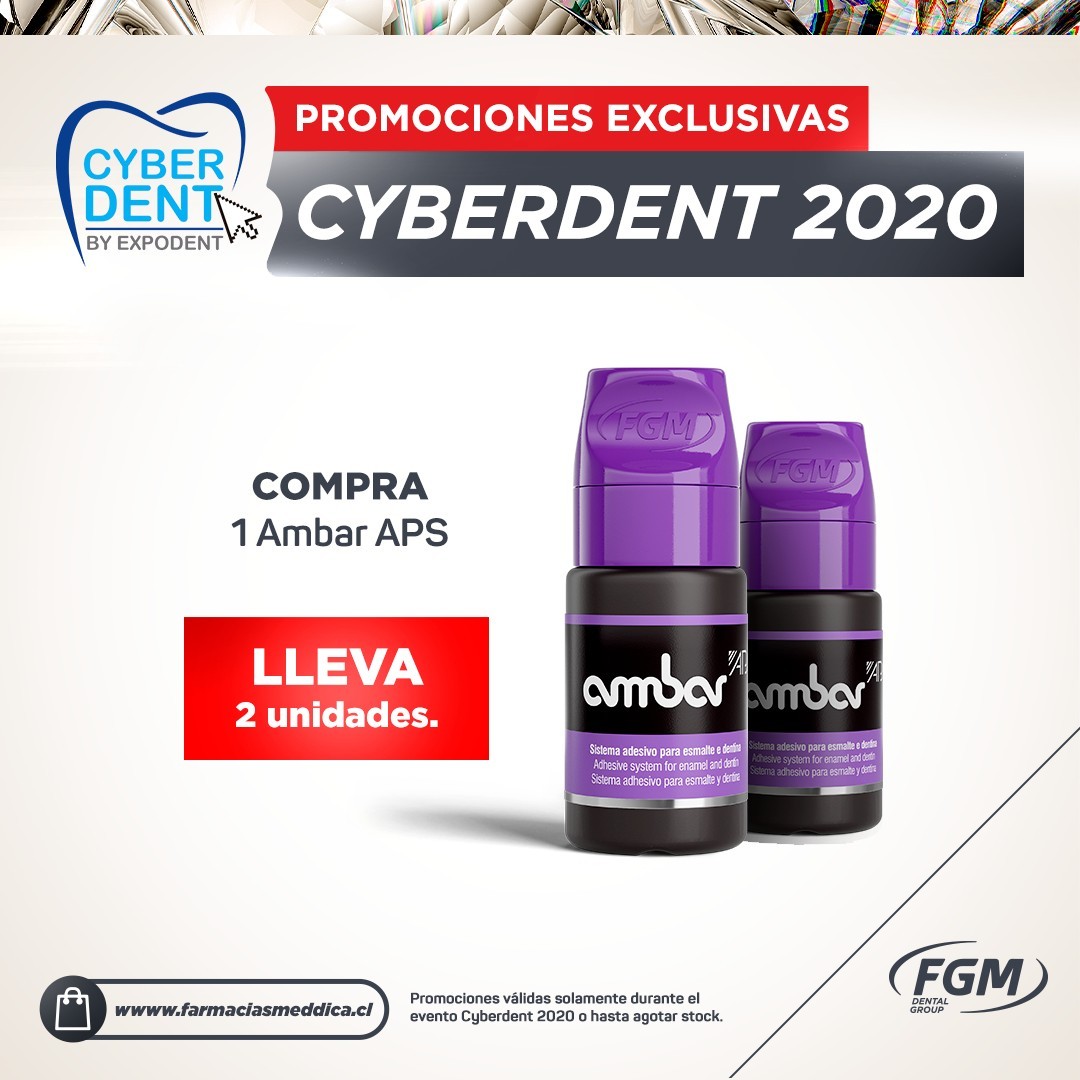 PROMOCIONES EXCLUSIVAS
CYBERDENT 2020
CYBER
DENT
BY EXPODENT
COMPRA
1 Ambar APS
LLEVA
2 unidades.
FGM
ambar APS
Sistema adesivo para esmalte e dentina
Adhesive system for enamel and dentin
Sistema adhesivo para esmalte y dentina
FGM
ambar APS
Sistema adesivo para esmalte e dentina
Adhesive system for enamel and dentin
Sistema adhesivo para esmalte y dentina
www.farmaciasmeddica.cl
Promociones válidas solamente durante el
evento Cyberdent 2020 o hasta agotar stock.
FGM
DENTAL
GROUP